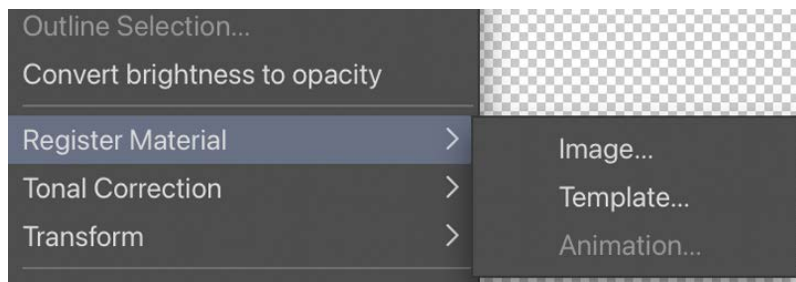 Outline Selection...
Convert brightness to opacity
Register Material
Image...
Tonal Correction
Template...
Transform
Animation...